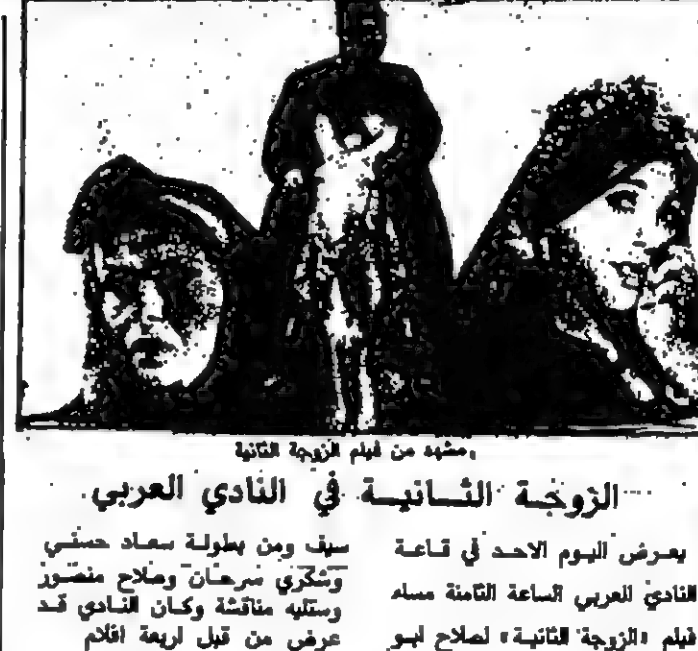 مشهد من فيلم الزوجة الثانية
الزوجة الثانية في النادي العربي
يعرض اليوم الاحد في قاعة
النادي العربي الساعة الثامنة مساء
فيلم «الزوجة الثانية» لصلاح ابو
سيف ومن بطولة سعاد حسني
وشكري سرحان وصلاح منصور
وستليه مناقشة وكان النادي قد
عرض من قبل اربعة افلام